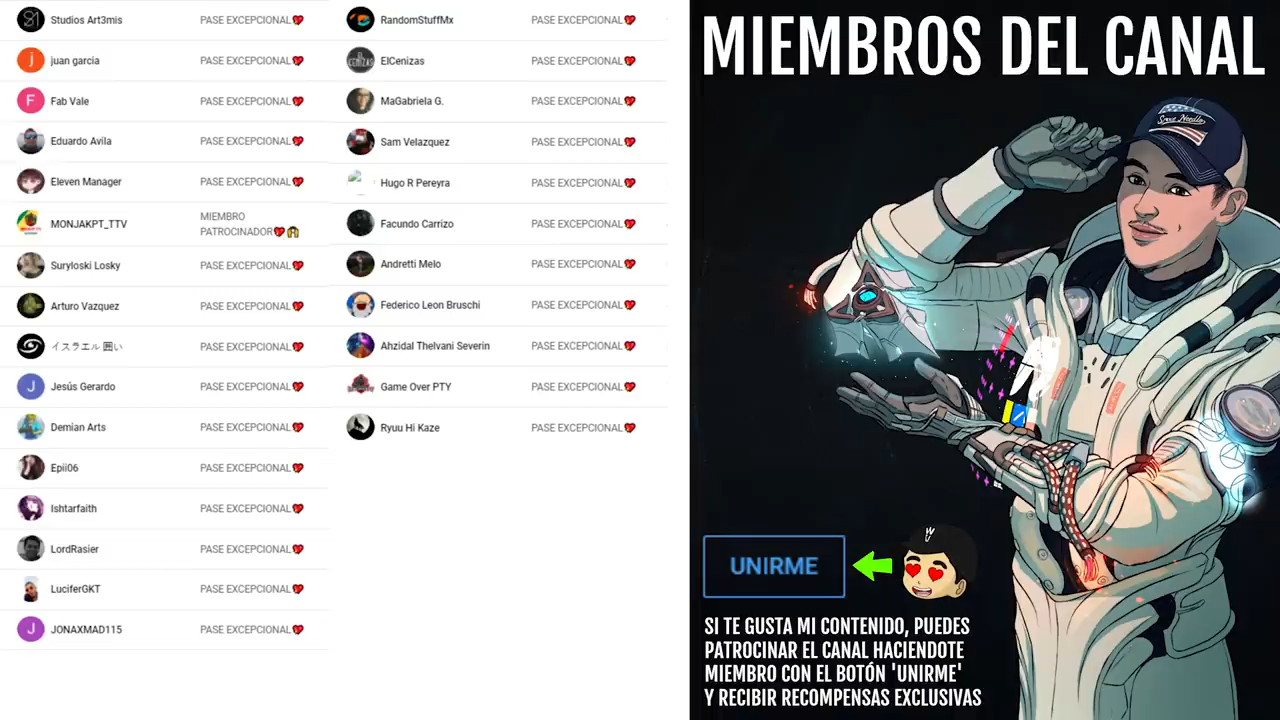 Studios Art3mis PASE EXCEPCIONAL
juan garcia PASE EXCEPCIONAL
Fab Vale PASE EXCEPCIONAL
Eduardo Avila PASE EXCEPCIONAL
Eleven Manager PASE EXCEPCIONAL
MONJAKPT_TTV MIEMBRO
PATROCINADOR
Suryloski Losky PASE EXCEPCIONAL
Arturo Vazquez PASE EXCEPCIONAL
イスラエル 囲い PASE EXCEPCIONAL
Jesús Gerardo PASE EXCEPCIONAL
Demian Arts PASE EXCEPCIONAL
Epii06 PASE EXCEPCIONAL
Ishtarfaith PASE EXCEPCIONAL
LordRasier PASE EXCEPCIONAL
LuciferGKT PASE EXCEPCIONAL
JONAXMAD115 PASE EXCEPCIONAL
RandomStuffMx PASE EXCEPCIONAL
ElCenizas PASE EXCEPCIONAL
MaGabriela G. PASE EXCEPCIONAL
Sam Velazquez PASE EXCEPCIONAL
Hugo R Pereyra PASE EXCEPCIONAL
Facundo Carrizo PASE EXCEPCIONAL
Andretti Melo PASE EXCEPCIONAL
Federico Leon Bruschi PASE EXCEPCIONAL
Ahzidal Thelvani Severin PASE EXCEPCIONAL
Game Over PTY PASE EXCEPCIONAL
Ryuu Hi Kaze PASE EXCEPCIONAL
MIEMBROS DEL CANAL
Space Needle
UNIRME
SI TE GUSTA MI CONTENIDO, PUEDES
PATROCINAR EL CANAL HACIENDOTE
MIEMBRO CON EL BOTÓN 'UNIRME'
Y RECIBIR RECOMPENSAS EXCLUSIVAS